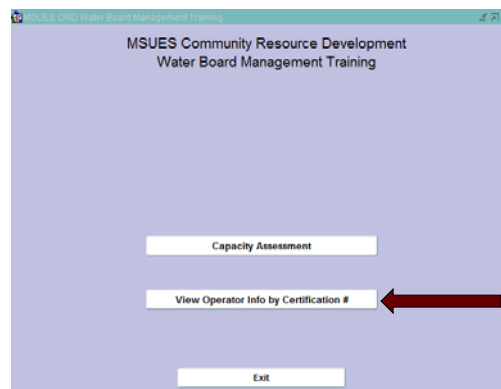 MSUES CRD Water Board Management Training
MSUES Community Resource Development
Water Board Management Training
Capacity Assessment
View Operator Info by Certification #
Exit